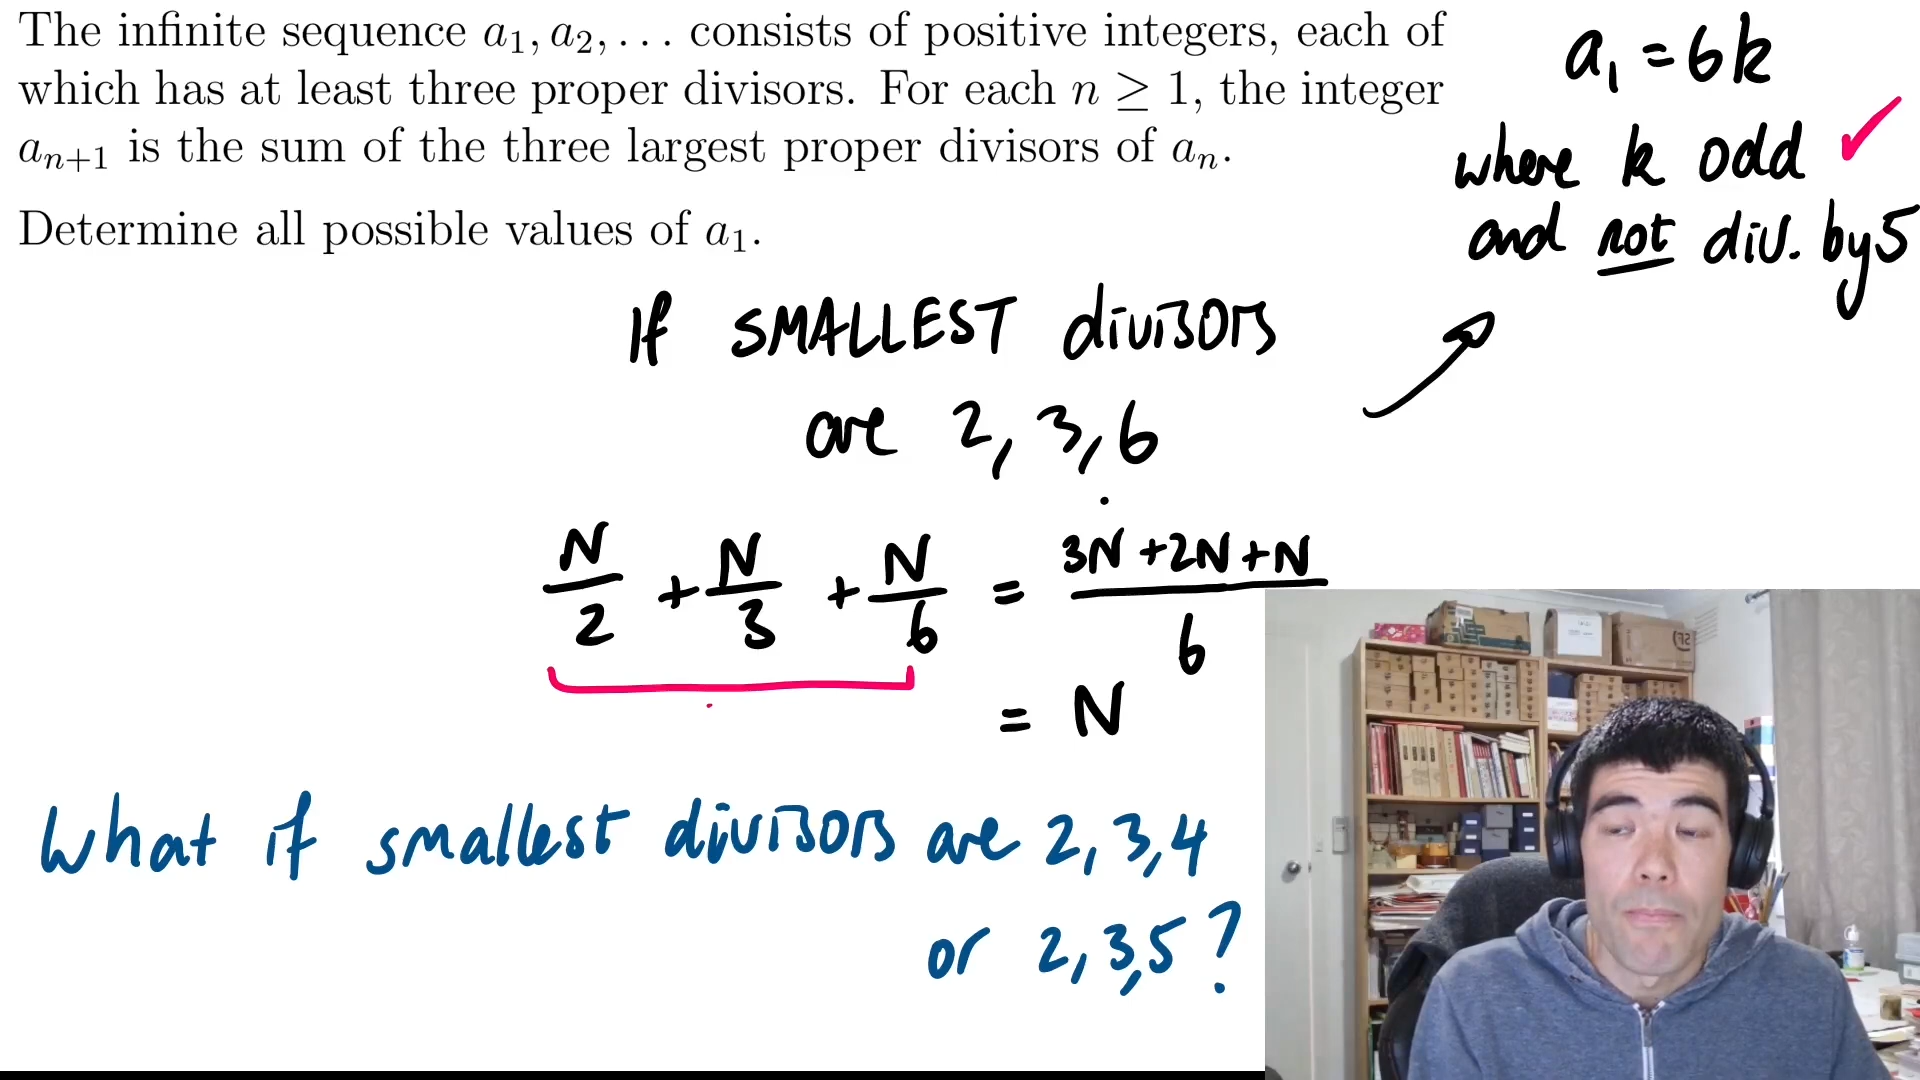 The infinite sequence a₁, a₂, … consists of positive integers, each of
which has at least three proper divisors. For each n ≥ 1, the integer
aₙ₊₁ is the sum of the three largest proper divisors of aₙ.
Determine all possible values of a₁.
a₁ = 6k
where k odd ✓
and not div. by 5
If SMALLEST divisors
are 2, 3, 6
N/2 + N/3 + N/6 = (3N+2N+N)/6
= N
What if smallest divisors are 2, 3, 4
or 2, 3, 5?